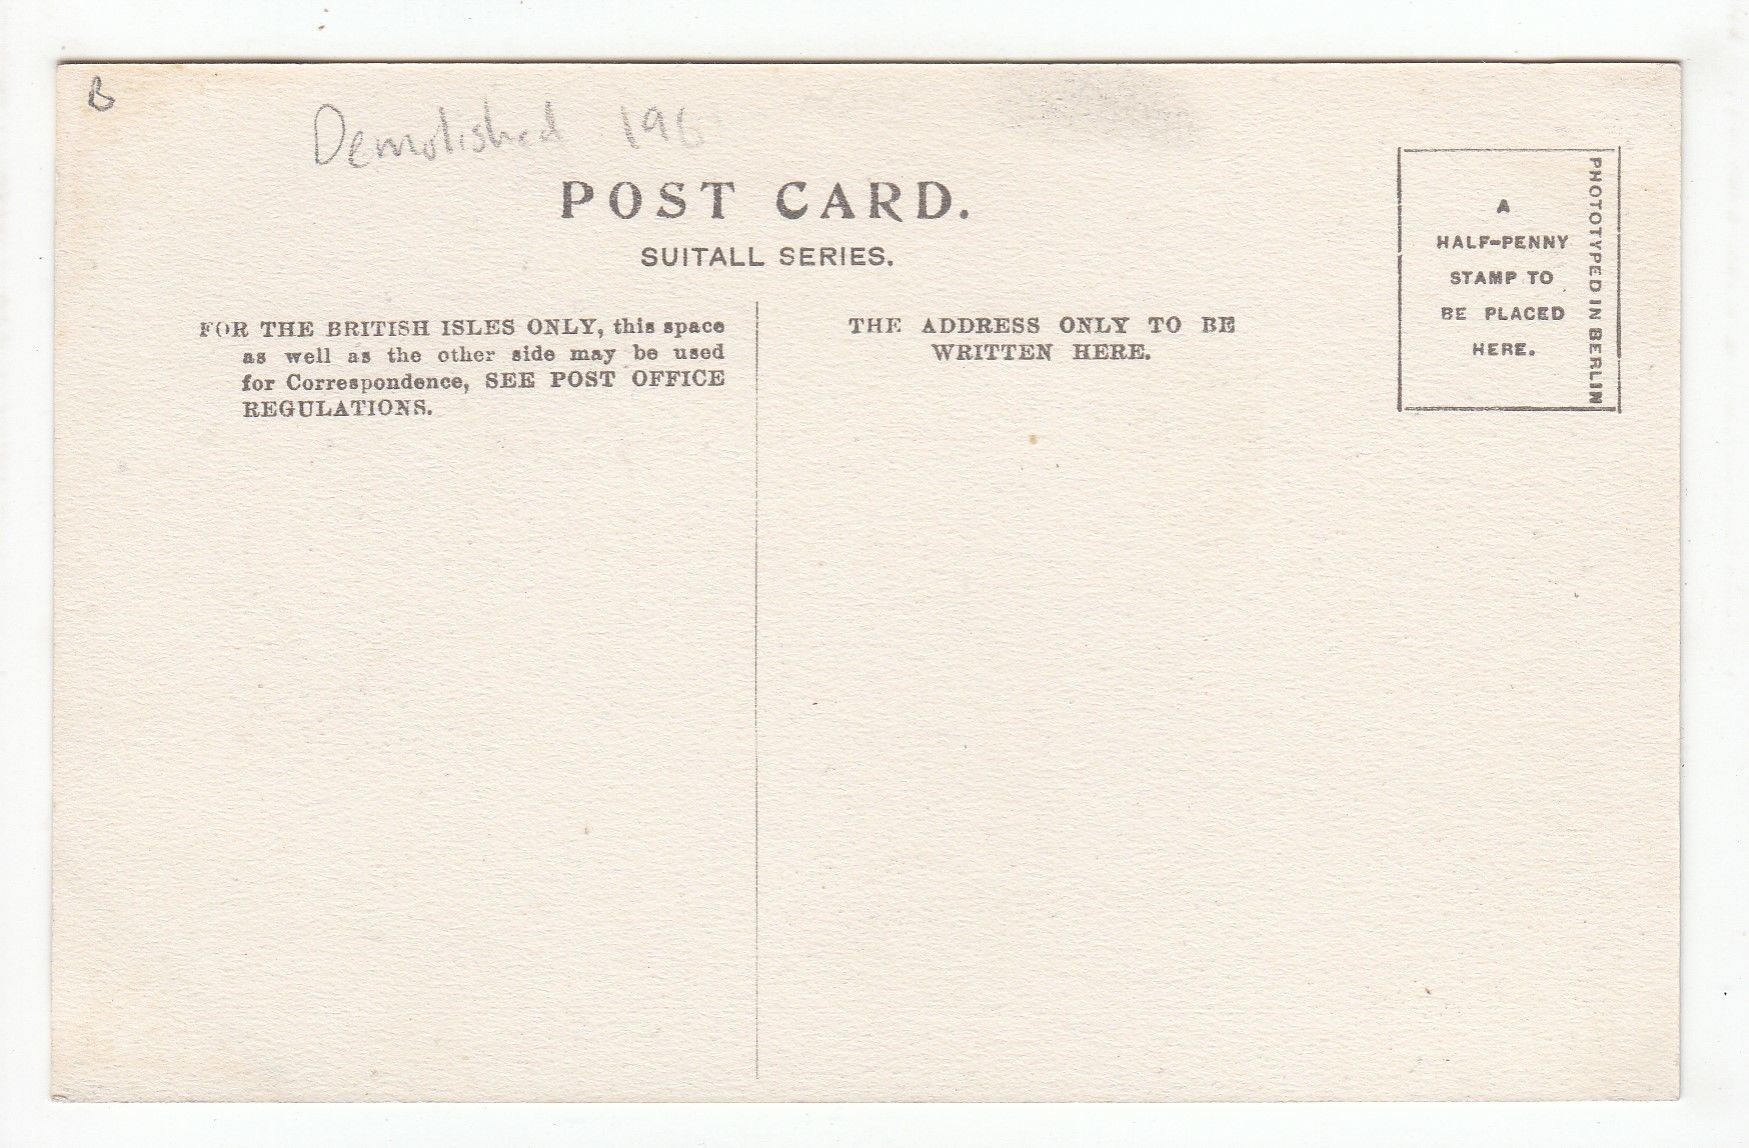 B
Demolished 196
POST CARD.
SUITALL SERIES.
FOR THE BRITISH ISLES ONLY, this space
as well as the other side may be used
for Correspondence, SEE POST OFFICE
REGULATIONS.
THE ADDRESS ONLY TO BE
WRITTEN HERE.
A
HALF-PENNY
STAMP TO
BE PLACED
HERE.
PHOTOTYPED IN BERLIN